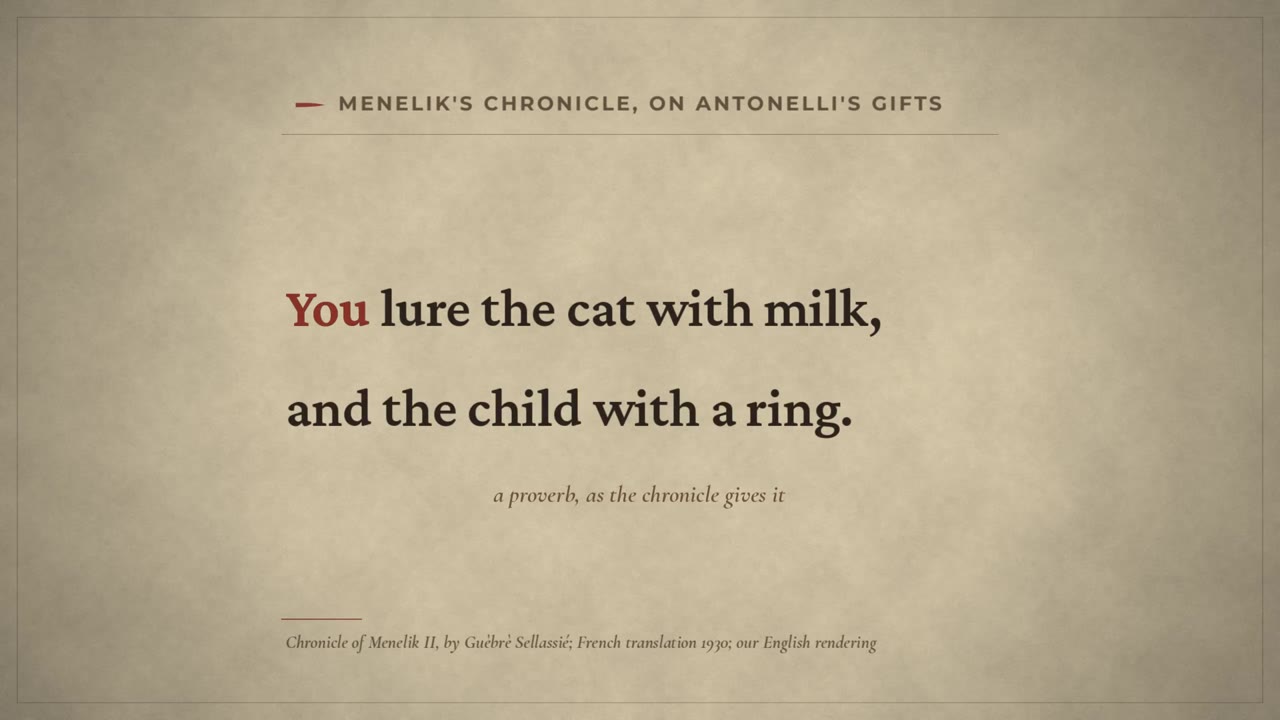 MENELIK'S CHRONICLE, ON ANTONELLI'S GIFTS
You lure the cat with milk,
and the child with a ring.
a proverb, as the chronicle gives it
Chronicle of Menelik II, by Guèbrè Sellassié; French translation 1930; our English rendering